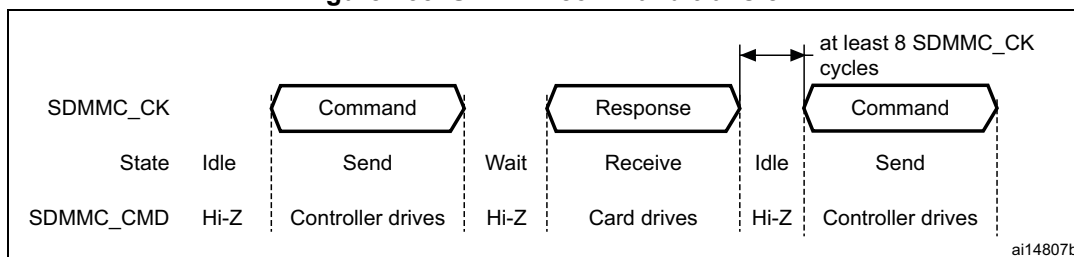 at least 8 SDMMC_CK
cycles
SDMMC_CK Command Response Command
State Idle Send Wait Receive Idle Send
SDMMC_CMD Hi-Z Controller drives Hi-Z Card drives Hi-Z Controller drives
ai14807b